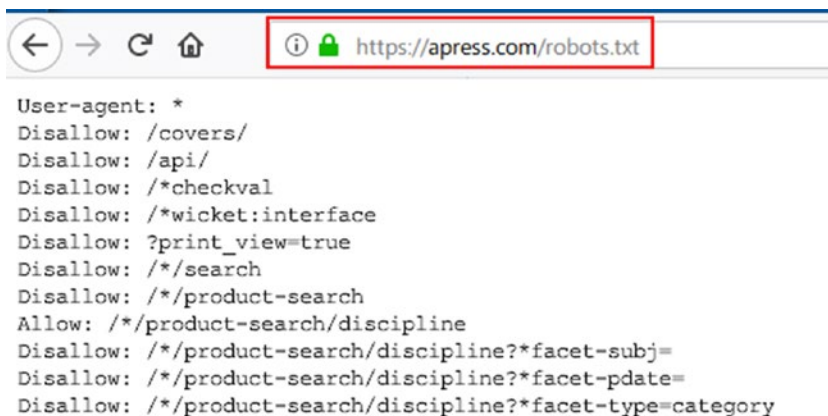 https://apress.com/robots.txt
User-agent: *
Disallow: /covers/
Disallow: /api/
Disallow: /*checkval
Disallow: /*wicket:interface
Disallow: ?print_view=true
Disallow: /*/search
Disallow: /*/product-search
Allow: /*/product-search/discipline
Disallow: /*/product-search/discipline?*facet-subj=
Disallow: /*/product-search/discipline?*facet-pdate=
Disallow: /*/product-search/discipline?*facet-type=category